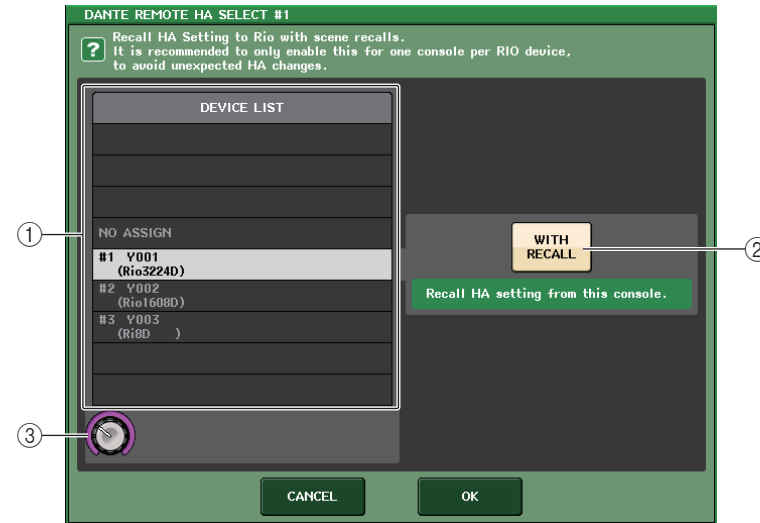 DANTE REMOTE HA SELECT #1
? Recall HA Setting to Rio with scene recalls.
It is recommended to only enable this for one console per RIO device,
to avoid unexpected HA changes.
DEVICE LIST
NO ASSIGN
#1 Y001
(Rio3224D)
#2 Y002
(Rio1608D)
#3 Y003
(Ri8D )
WITH
RECALL
Recall HA setting from this console.
CANCEL
OK
1
2
3